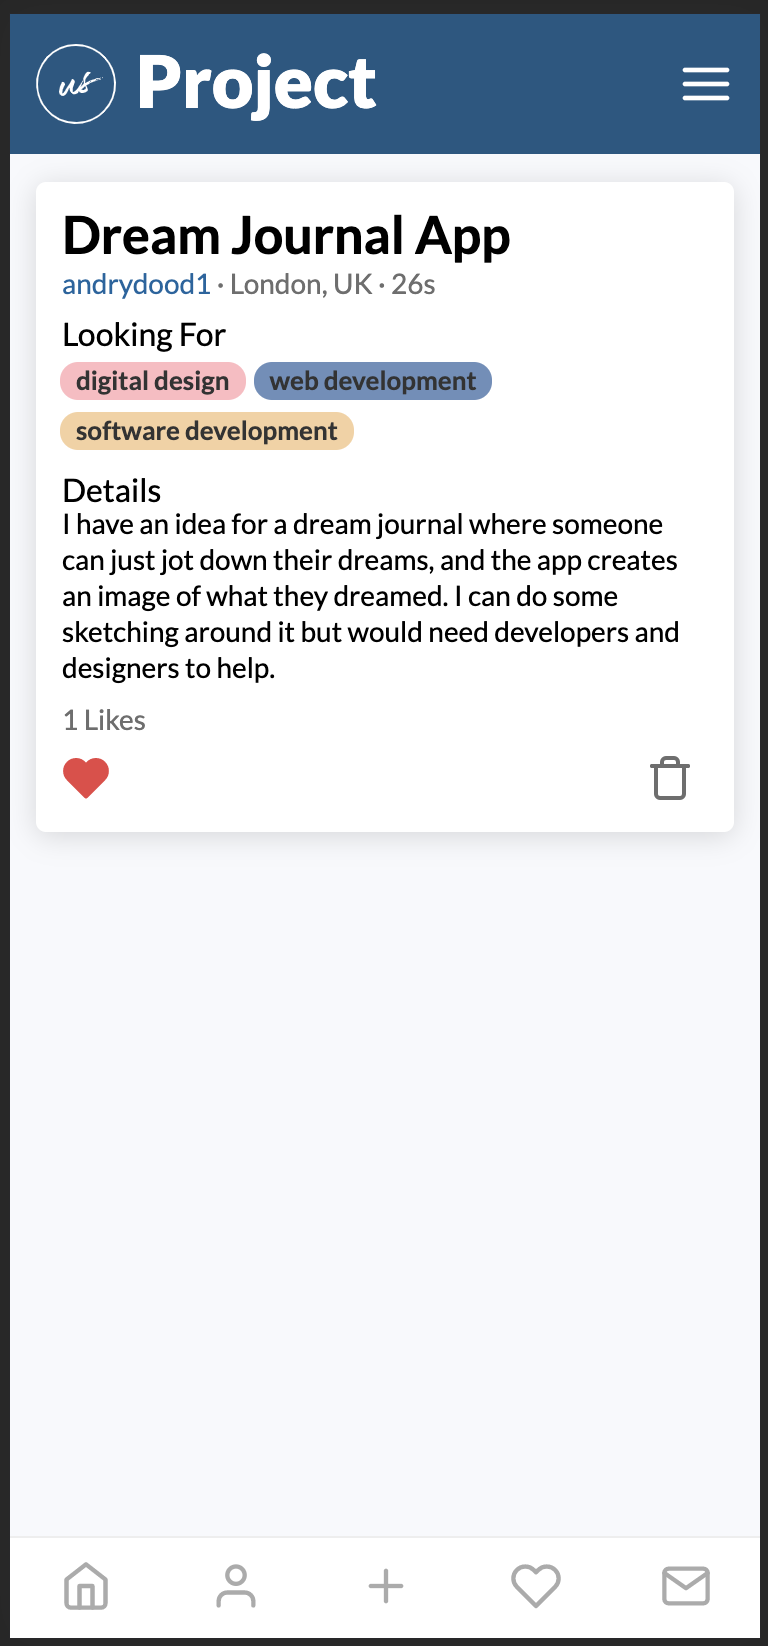 ws Project
Dream Journal App
andrydood1 · London, UK · 26s
Looking For
digital design web development
software development
Details
I have an idea for a dream journal where someone
can just jot down their dreams, and the app creates
an image of what they dreamed. I can do some
sketching around it but would need developers and
designers to help.
1 Likes